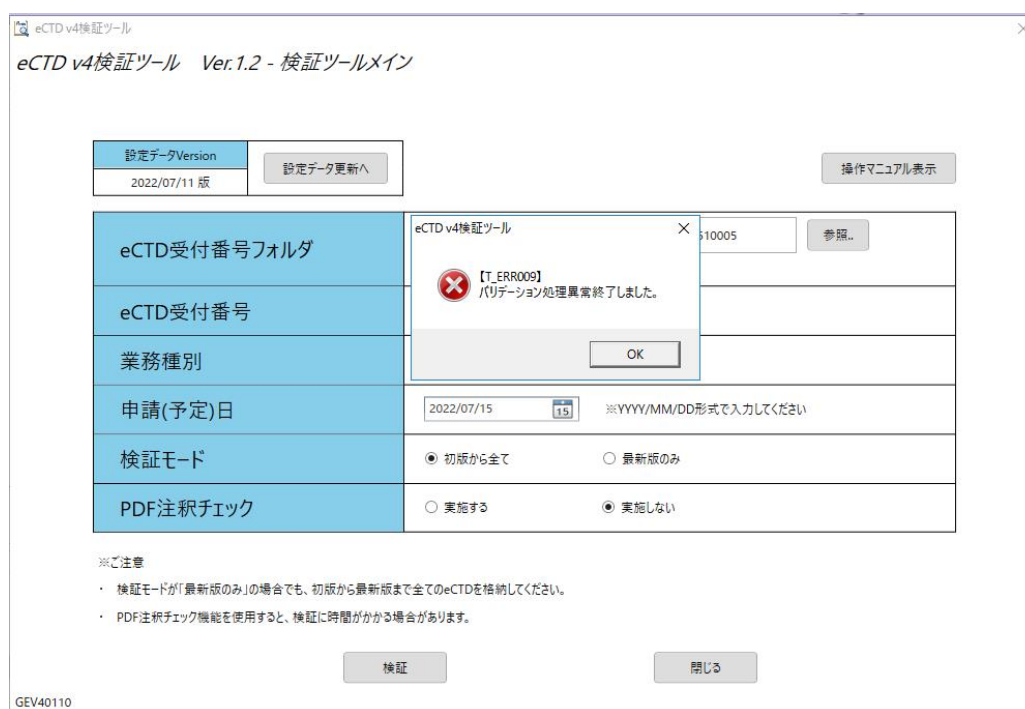 eCTD v4検証ツール
eCTD v4検証ツール Ver.1.2 - 検証ツールメイン
設定データVersion
2022/07/11 版
設定データ更新へ
操作マニュアル表示
eCTD受付番号フォルダ
510005
参照..
eCTD v4検証ツール
【T_ERR009】
バリデーション処理異常終了しました。
OK
eCTD受付番号
業務種別
申請(予定)日
2022/07/15
15
※YYYY/MM/DD形式で入力してください
検証モード
初版から全て
最新版のみ
PDF注釈チェック
実施する
実施しない
※ご注意
・ 検証モードが「最新版のみ」の場合でも、初版から最新版まで全てのeCTDを格納してください。
・ PDF注釈チェック機能を使用すると、検証に時間がかかる場合があります。
検証
閉じる
GEV40110